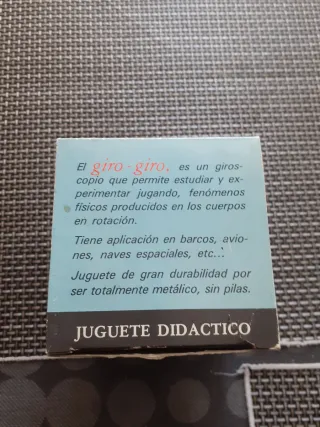 El giro-giro, es un giros-
copio que permite estudiar y ex-
perimentar jugando, fenómenos
físicos producidos en los cuerpos
en rotación.
Tiene aplicación en barcos, avio-
nes, naves espaciales, etc...
Juguete de gran durabilidad por
ser totalmente metálico, sin pilas.
JUGUETE DIDACTICO